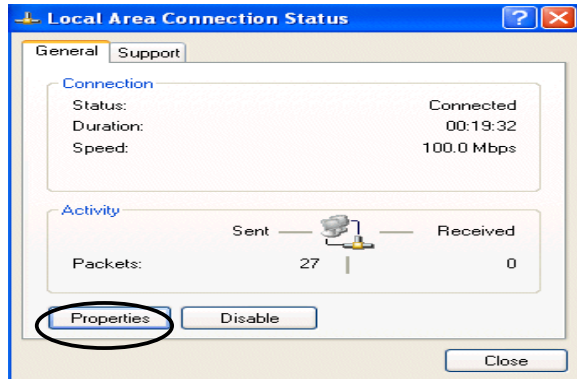 Local Area Connection Status
General Support
Connection
Status: Connected
Duration: 00:19:32
Speed: 100.0 Mbps
Activity
Sent Received
Packets: 27 0
Properties Disable
Close